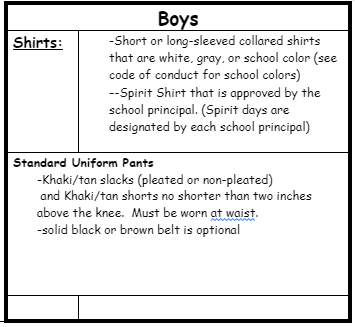 Boys
Shirts:
-Short or long-sleeved collared shirts
that are white, gray, or school color (see
code of conduct for school colors)
--Spirit Shirt that is approved by the
school principal. (Spirit days are
designated by each school principal)
Standard Uniform Pants
-Khaki/tan slacks (pleated or non-pleated)
and Khaki/tan shorts no shorter than two inches
above the knee.  Must be worn at waist.
-solid black or brown belt is optional